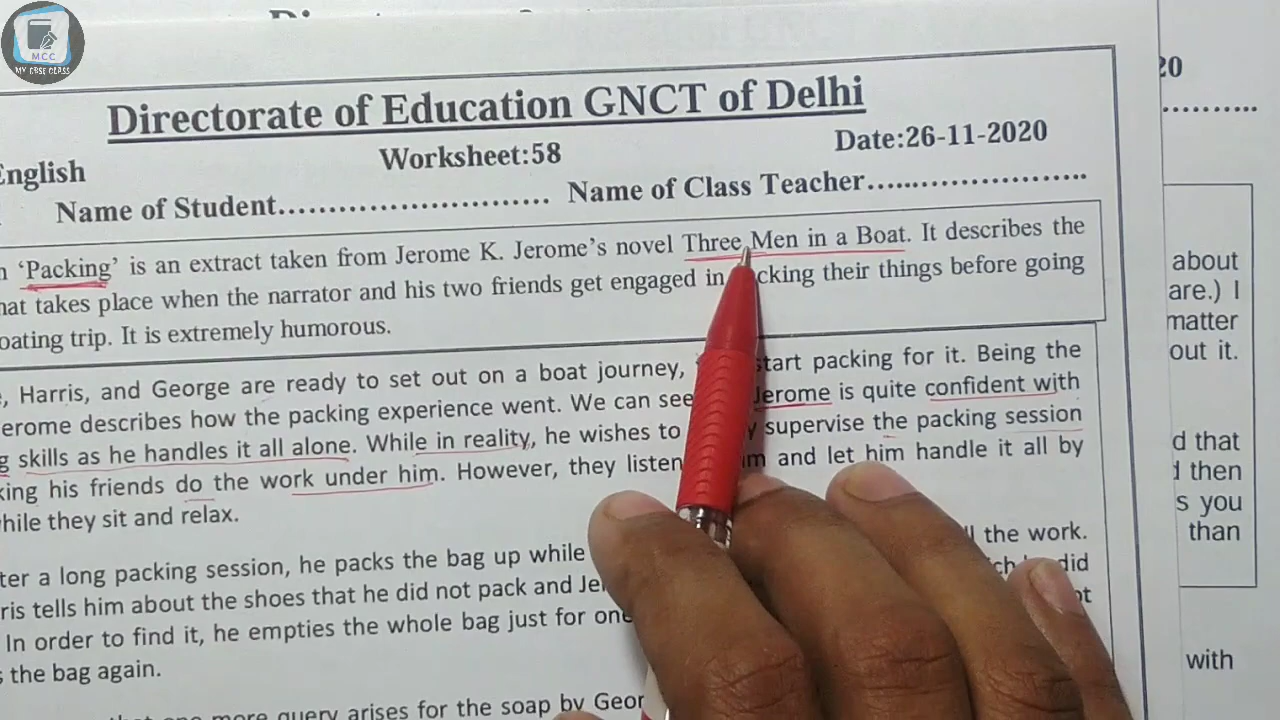 MCC
MY CBSE CLASS
Directorate of Education GNCT of Delhi
English
Worksheet:58
Date:26-11-2020
Name of Student........................... Name of Class Teacher........................
'Packing' is an extract taken from Jerome K. Jerome's novel Three Men in a Boat. It describes the
takes place when the narrator and his two friends get engaged in their things before going
trip. It is extremely humorous.
Harris, and George are ready to set out on a boat journey, start packing for it. Being the
describes how the packing experience went. We can see Jerome is quite confident with
skills as he handles it all alone. While in reality, he wishes to supervise the packing session
his friends do the work under him. However, they listen and let him handle it all by
while they sit and relax.
a long packing session, he packs the bag up while the work.
tells him about the shoes that he did not pack and did
In order to find it, he empties the whole bag just for
the bag again.
one more query arises for the soap by
20
about
are.) I
matter
out it.
d that
then
s you
than
with